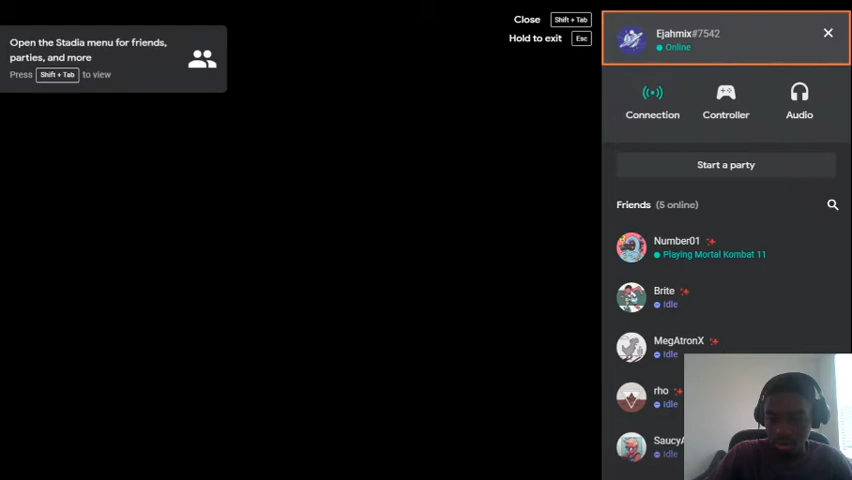 Open the Stadia menu for friends,
parties, and more
Press Shift + Tab to view
Close Shift + Tab
Hold to exit Esc
Ejahmix#7542
Online
Connection Controller Audio
Start a party
Friends (5 online)
Number01
Playing Mortal Kombat 11
Brite
Idle
MegAtronX
Idle
rho
Idle
Idle